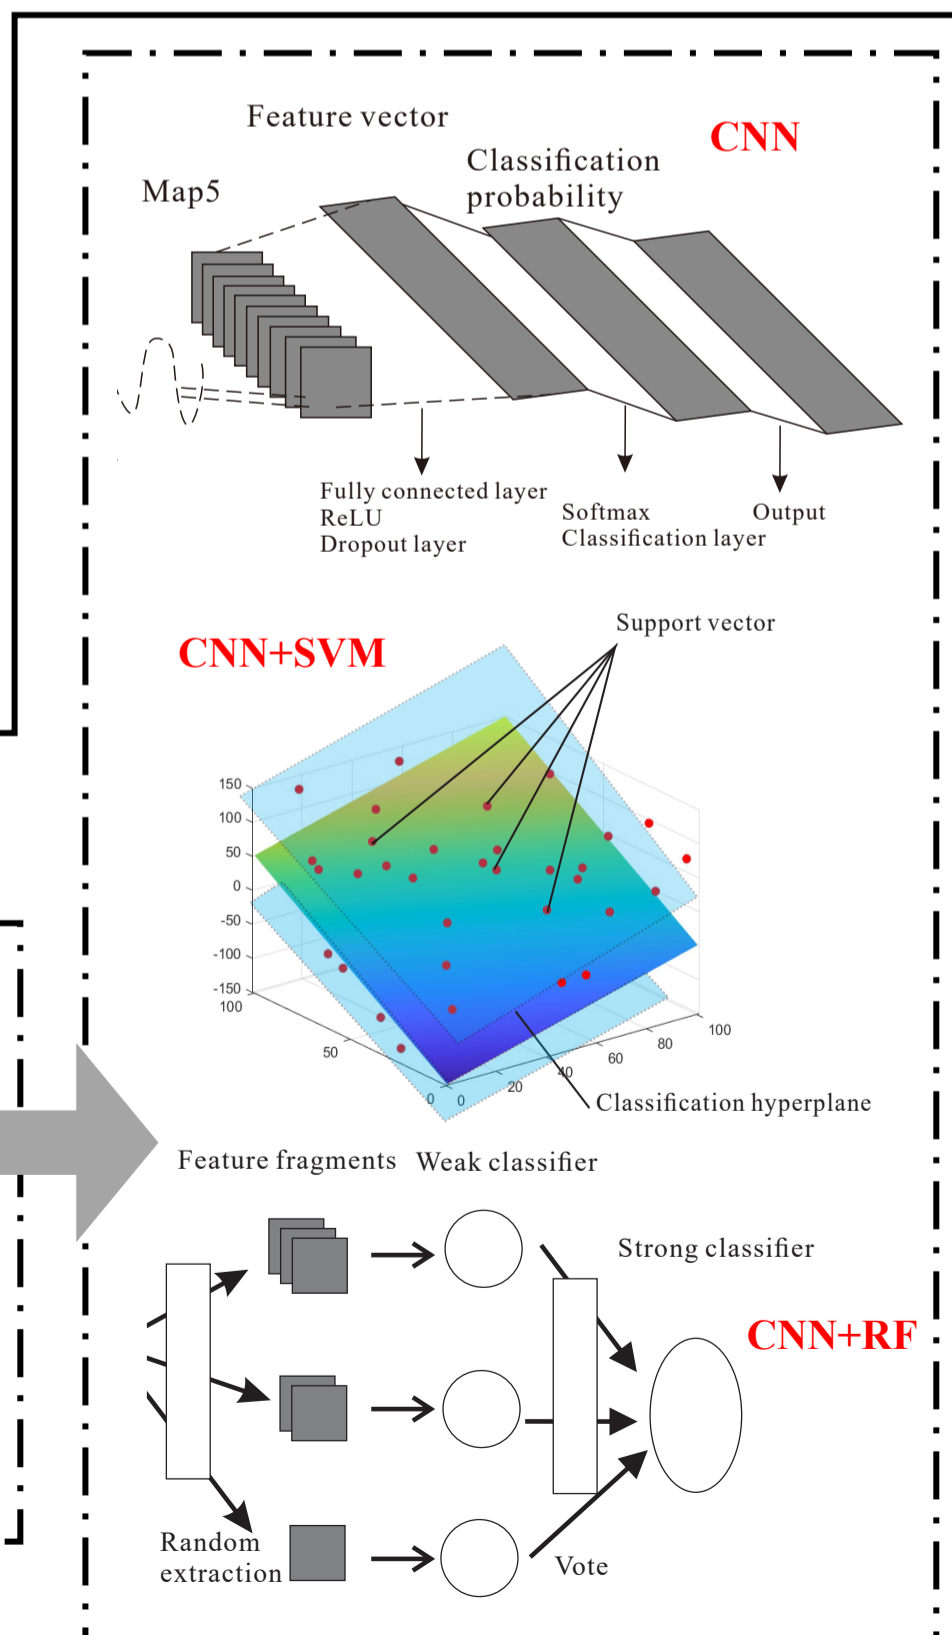 Feature vector
CNN
Classification
probability
Map5
Fully connected layer
ReLU
Dropout layer
Softmax
Classification layer
Output
Support vector
CNN+SVM
150
100
50
0
-50
-100
-150
100
50
0
0
20
40
60
80
100
Classification hyperplane
Feature fragments
Weak classifier
Strong classifier
CNN+RF
Random
extraction
Vote